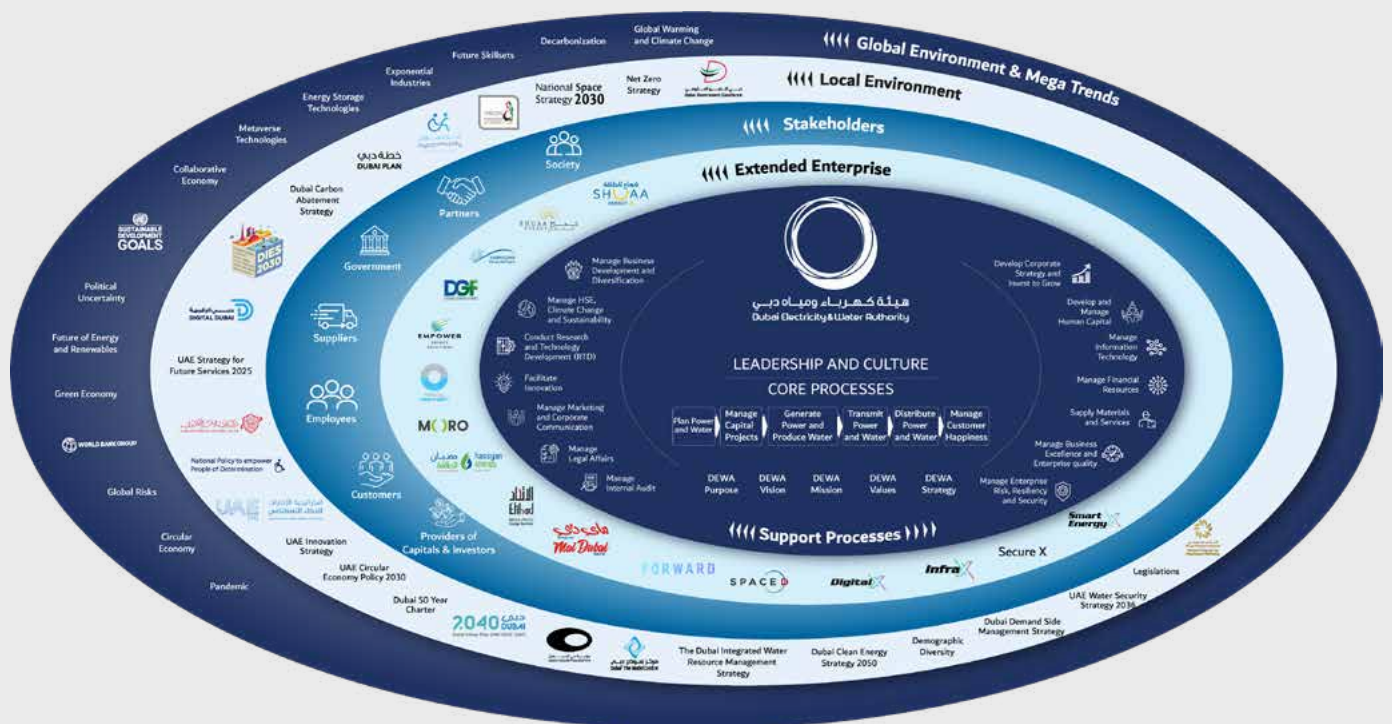 Global Environment & Mega Trends
Global Warming
and Climate Change
Decarbonization
Future Skillsets
Exponential
Industries
Energy Storage
Technologies
Metaverse
Technologies
Collaborative
Economy
SUSTAINABLE
DEVELOPMENT
GOALS
Political
Uncertainty
Future of Energy
and Renewables
Green Economy
WORLD BANK GROUP
Global Risks
Circular
Economy
Pandemic
Local Environment
Net Zero
Strategy
National Space
Strategy 2030
خطة دبي
DUBAI PLAN
Dubai Carbon
Abatement
Strategy
DIES
2030
DIGITAL DUBAI
UAE Strategy for
Future Services 2025
National Policy to empower
People of Determination
UAE
UAE Innovation
Strategy
UAE Circular
Economy Policy 2030
Dubai 50 Year
Charter
2040 دبي
DUBAI
Dubai The Model Centre
The Dubai Integrated Water
Resource Management
Strategy
Dubai Clean Energy
Strategy 2050
Demographic
Diversity
Dubai Demand Side
Management Strategy
UAE Water Security
Strategy 2036
Legislations
Stakeholders
Society
Partners
Government
Suppliers
Employees
Customers
Providers of
Capitals & Investors
Extended Enterprise
SHUAA
DGF
EMPOWER
MORO
hassyan
الاتحاد
Etihad
ماي دبي
Mai Dubai
FORWARD
SPACE D
Digital X
Infra X
Secure X
Smart
Energy X
هيئة كهرباء ومياه دبي
Dubai Electricity & Water Authority
LEADERSHIP AND CULTURE
CORE PROCESSES
Plan Power
and Water
Manage
Capital
Projects
Generate
Power and
Produce Water
Transmit
Power
and Water
Distribute
Power
and Water
Manage
Customer
Happiness
DEWA
Purpose
DEWA
Vision
DEWA
Mission
DEWA
Values
DEWA
Strategy
Manage Business
Development and
Diversification
Manage HSE,
Climate Change
and Sustainability
Conduct Research
and Technology
Development (RTD)
Facilitate
Innovation
Manage Marketing
and Corporate
Communication
Manage
Legal Affairs
Manage
Internal Audit
Develop Corporate
Strategy and
Invest to Grow
Develop and
Manage
Human Capital
Manage
Information
Technology
Manage Financial
Resources
Supply Materials
and Services
Manage Business
Excellence and
Enterprise quality
Manage Enterprise
Risk, Resiliency
and Security
Support Processes